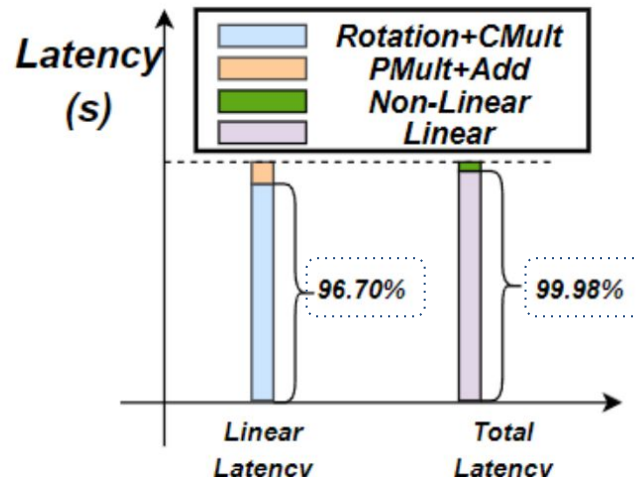 Latency
(s)
Rotation+CMult
PMult+Add
Non-Linear
Linear
96.70%
99.98%
Linear
Latency
Total
Latency